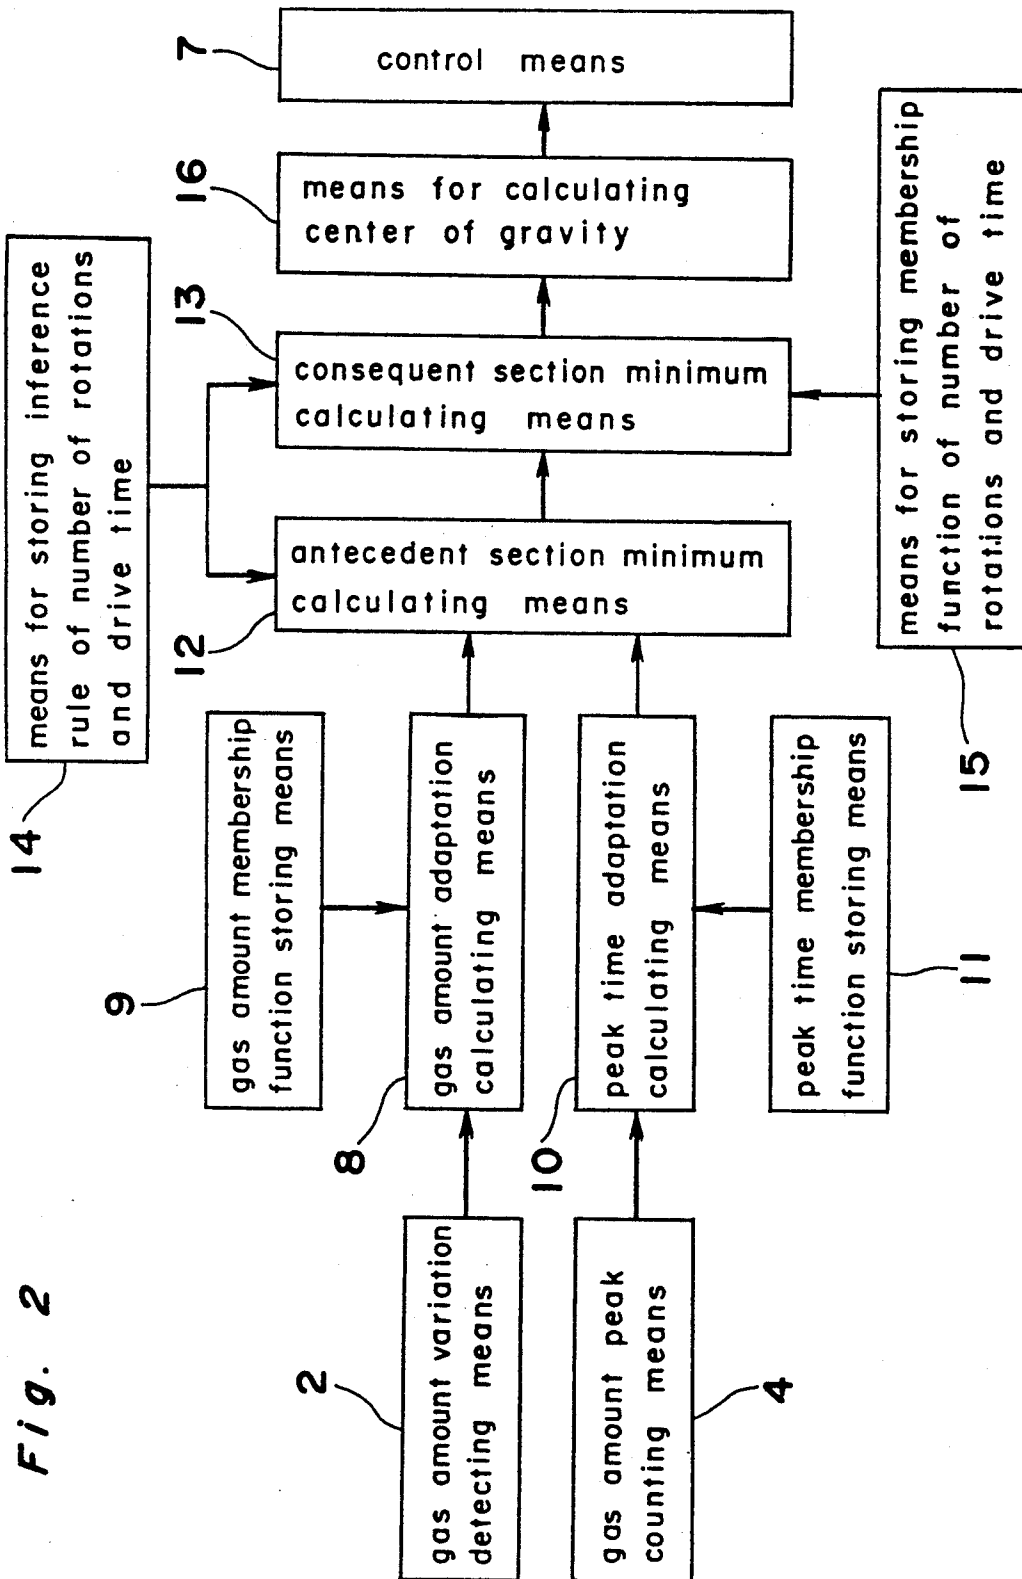 Fig. 2
2
gas amount variation
detecting means
4
gas amount peak
counting means
9
gas amount membership
function storing means
8
gas amount adaptation
calculating means
10
peak time adaptation
calculating means
11
peak time membership
function storing means
14
means for storing inference
rule of number of rotations
and drive time
12
antecedent section minimum
calculating means
13
consequent section minimum
calculating means
15
means for storing membership
function of number of
rotations and drive time
16
means for calculating
center of gravity
7
control means